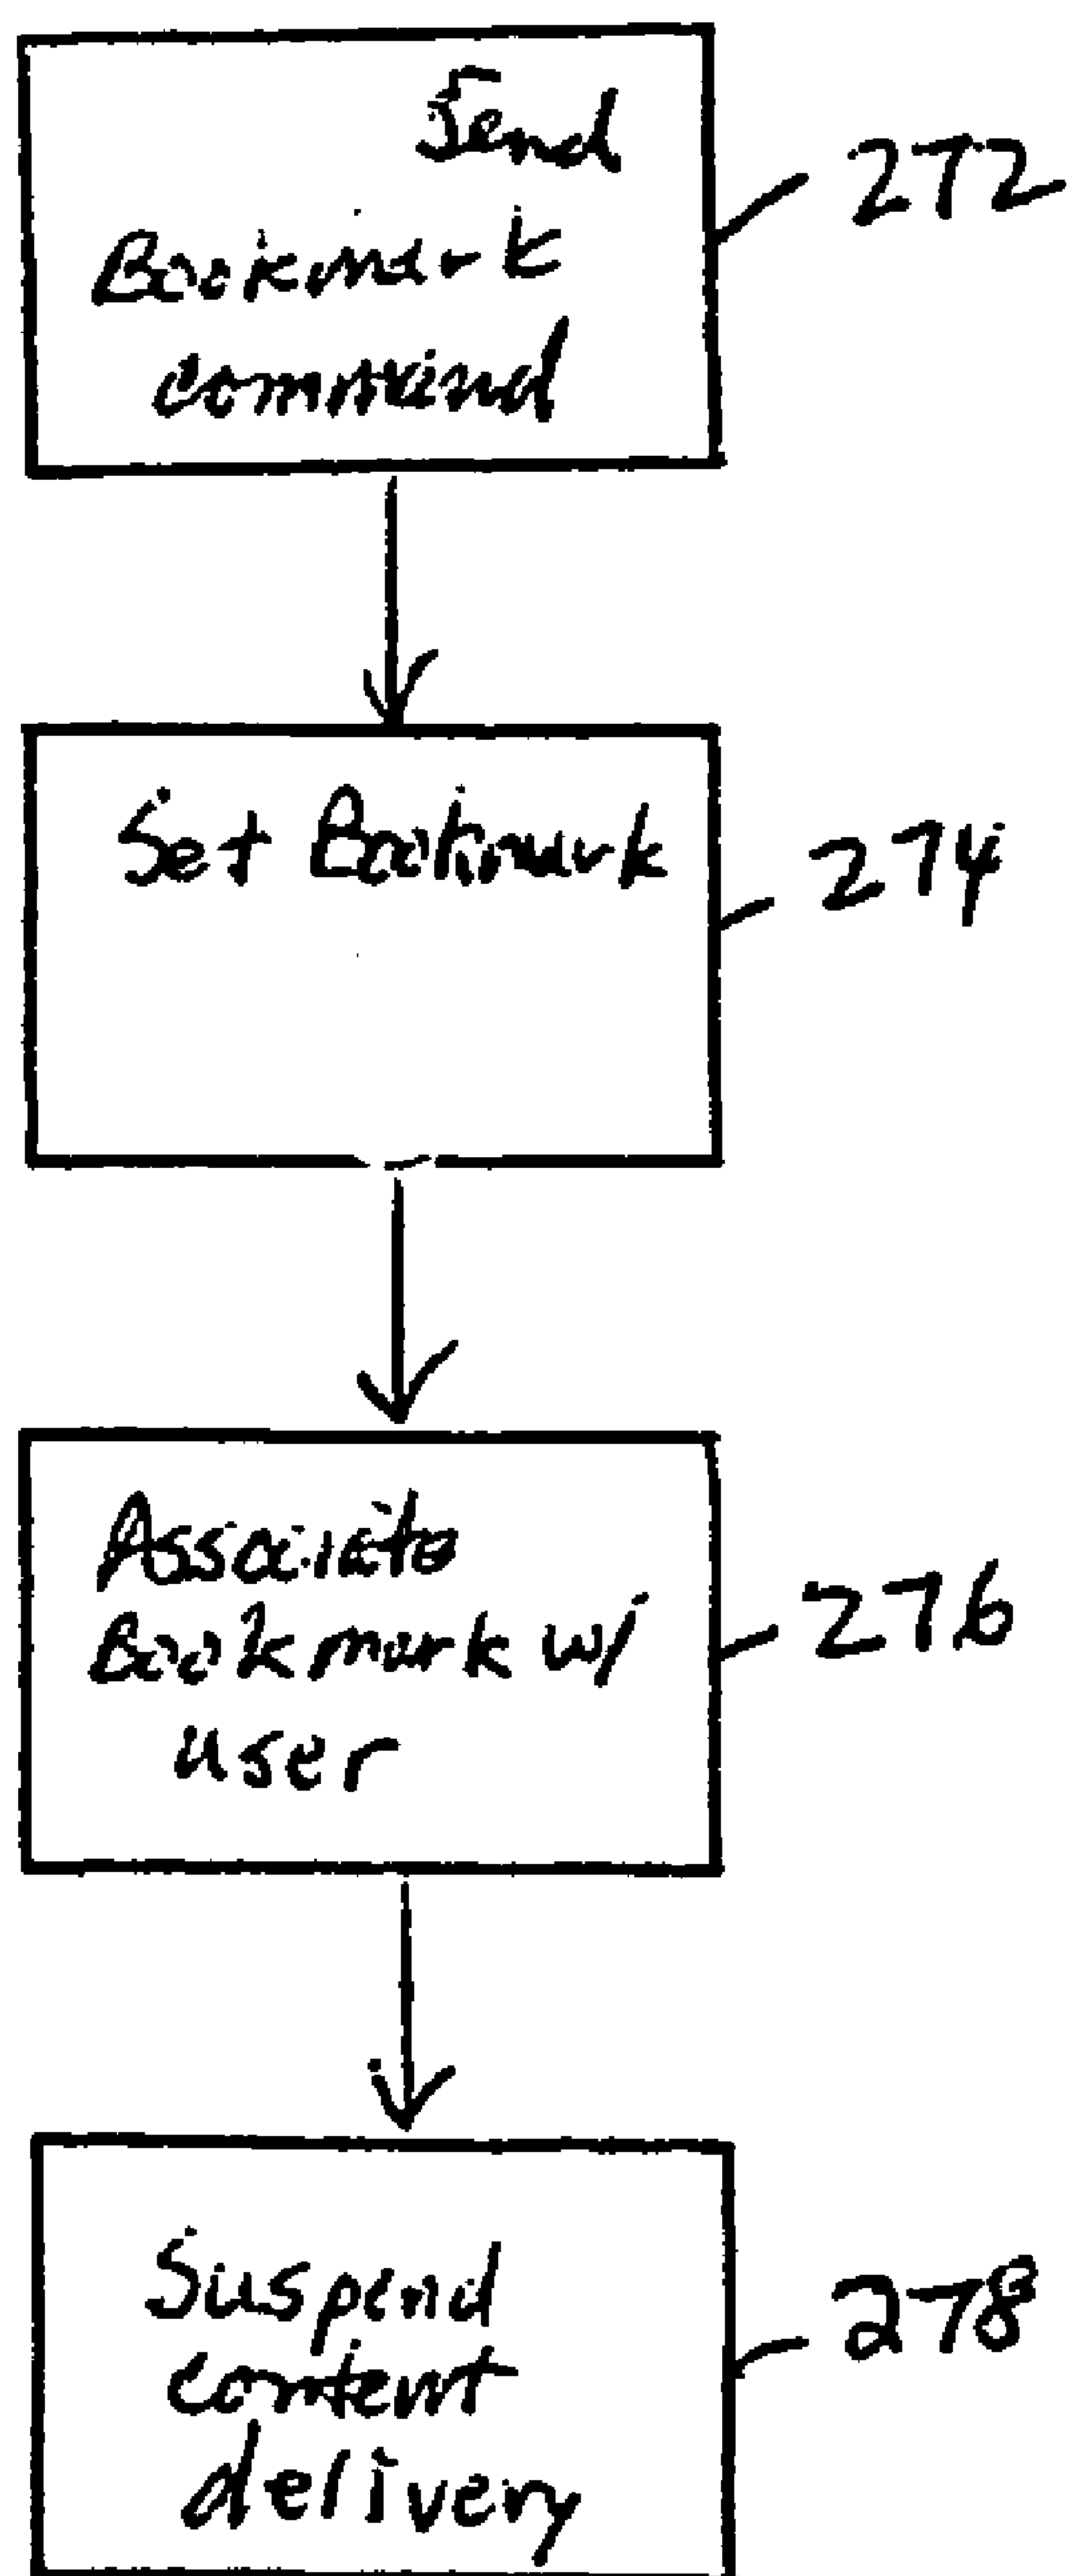 Send
Bookmark
command
272
Set Bookmark
274
Associate
Bookmark w/
user
276
Suspend
content
delivery
278